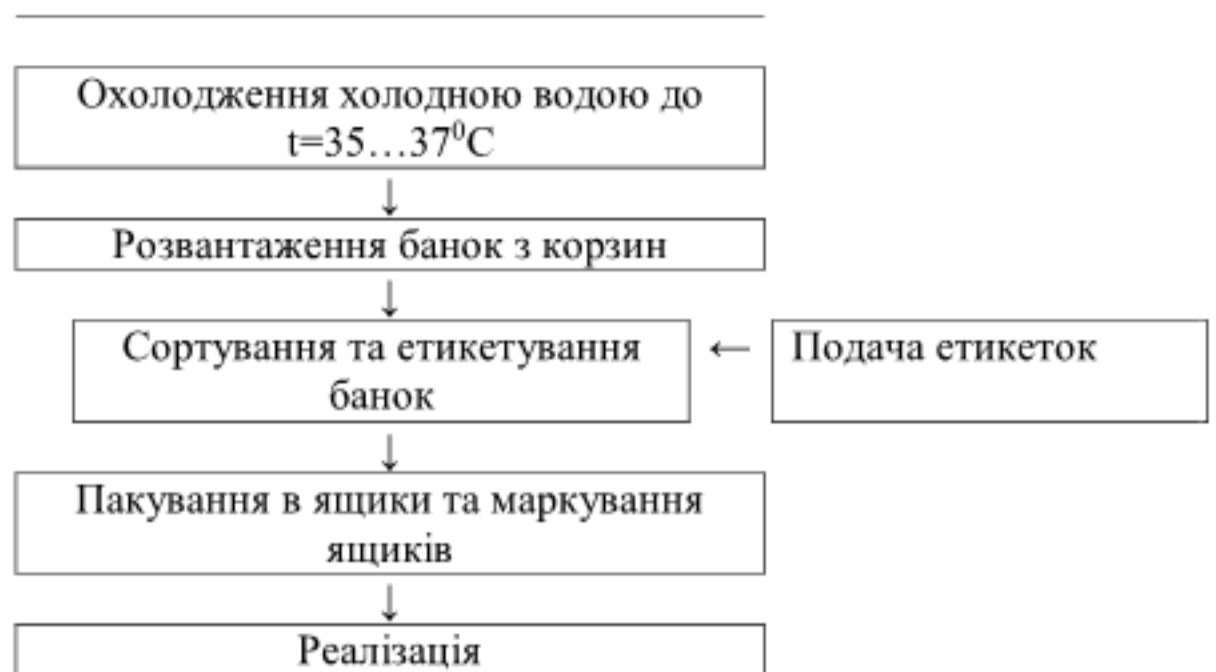 Охолодження холодною водою до
t=35…37⁰С
↓
Розвантаження банок з корзин
↓
Сортування та етикетування
банок
← Подача етикеток
↓
Пакування в ящики та маркування
ящиків
↓
Реалізація